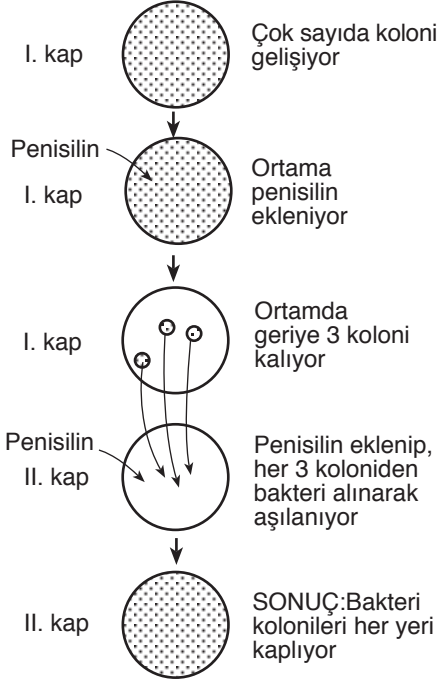 I. kap
Çok sayıda koloni
gelişiyor
Penisilin
I. kap
Ortama
penisilin
ekleniyor
I. kap
Ortamda
geriye 3 koloni
kalıyor
Penisilin
II. kap
Penisilin eklenip,
her 3 koloniden
bakteri alınarak
aşılanıyor
II. kap
SONUÇ:Bakteri
kolonileri her yeri
kaplıyor